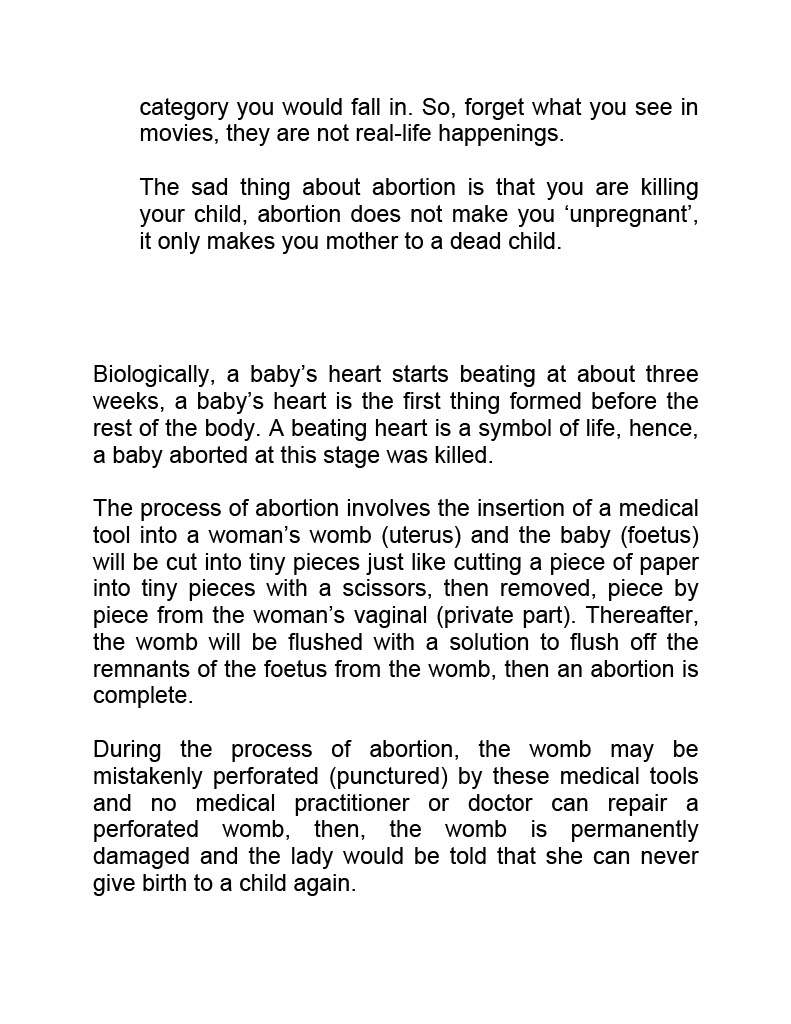 category you would fall in. So, forget what you see in
movies, they are not real-life happenings.
The sad thing about abortion is that you are killing
your child, abortion does not make you ‘unpregnant’,
it only makes you mother to a dead child.
Biologically, a baby’s heart starts beating at about three
weeks, a baby’s heart is the first thing formed before the
rest of the body. A beating heart is a symbol of life, hence,
a baby aborted at this stage was killed.
The process of abortion involves the insertion of a medical
tool into a woman’s womb (uterus) and the baby (foetus)
will be cut into tiny pieces just like cutting a piece of paper
into tiny pieces with a scissors, then removed, piece by
piece from the woman’s vaginal (private part). Thereafter,
the womb will be flushed with a solution to flush off the
remnants of the foetus from the womb, then an abortion is
complete.
During the process of abortion, the womb may be
mistakenly perforated (punctured) by these medical tools
and no medical practitioner or doctor can repair a
perforated womb, then, the womb is permanently
damaged and the lady would be told that she can never
give birth to a child again.